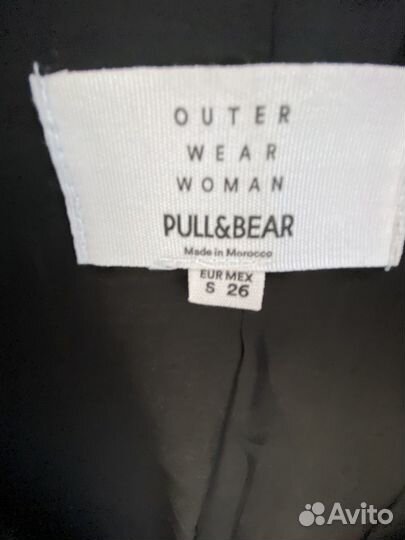 OUTER
WEAR
WOMAN
PULL&BEAR
Made in Morocco
EUR MEX
S 26
Avito